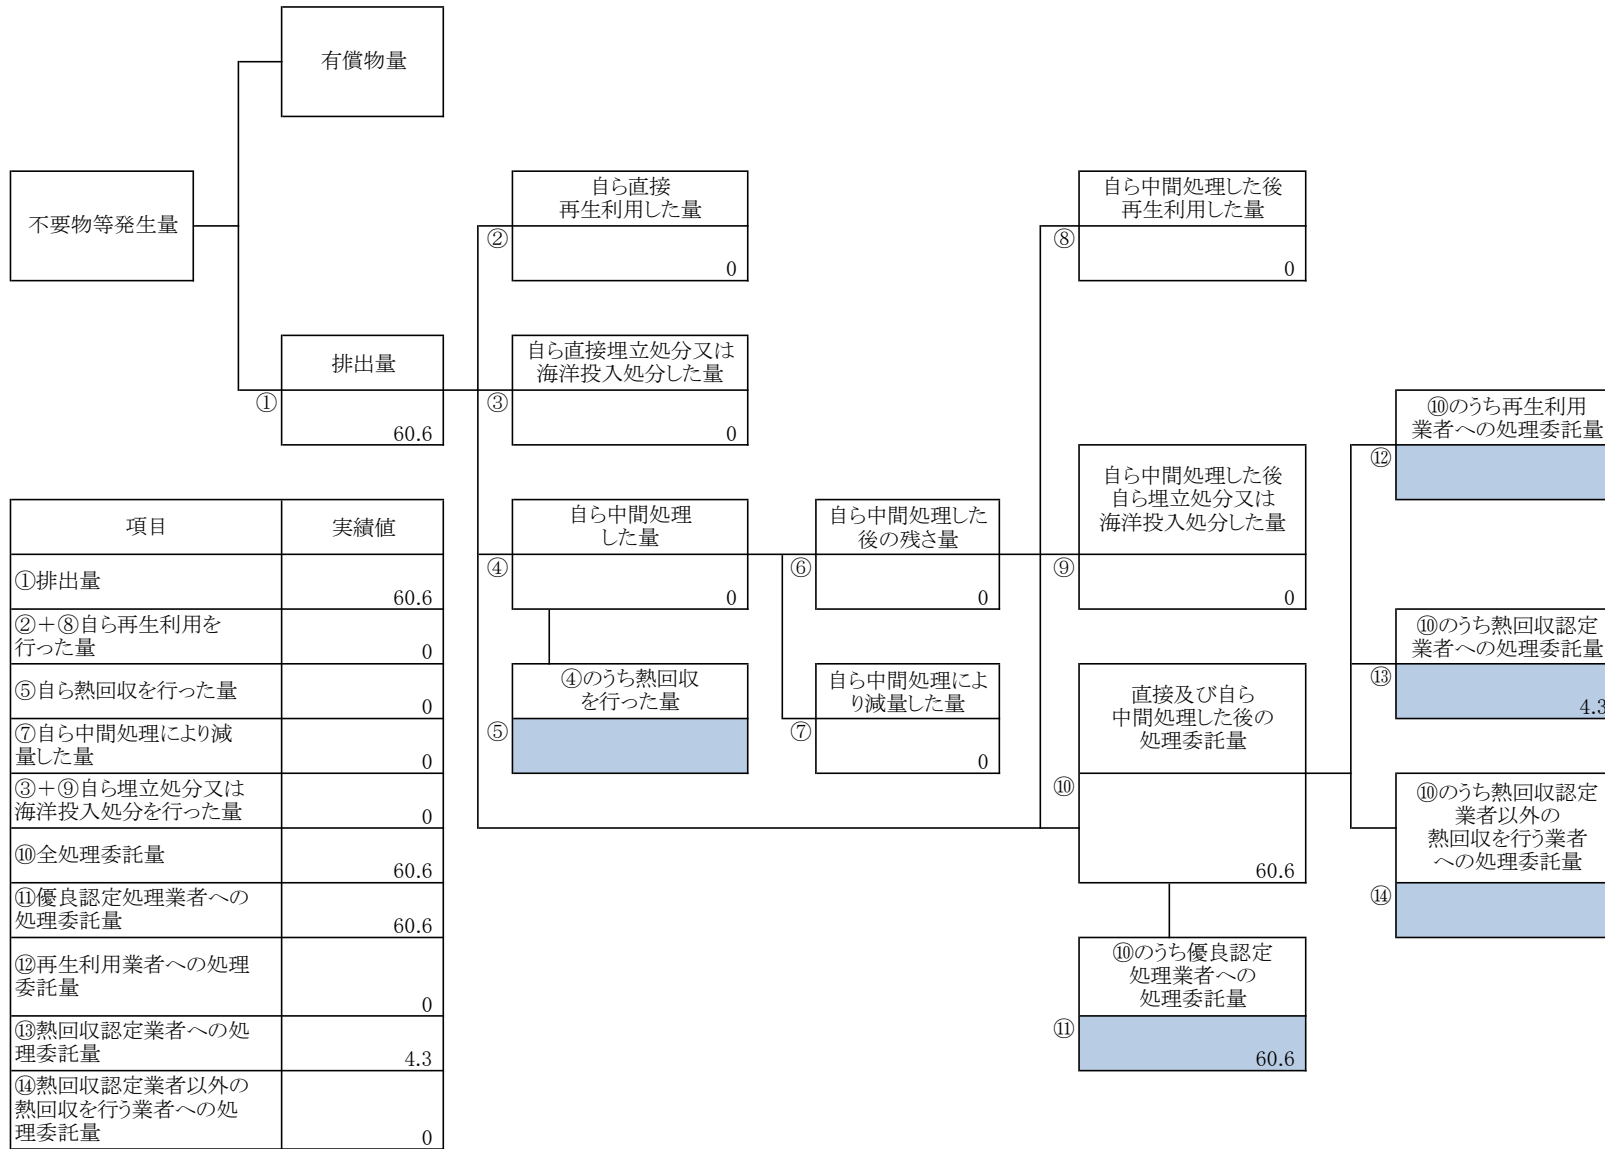 有償物量
不要物等発生量
自ら直接
再生利用した量
②
0
自ら中間処理した後
再生利用した量
⑧
0
排出量
①
60.6
自ら直接埋立処分又は
海洋投入処分した量
③
0
⑩のうち再生利用
業者への処理委託量
⑫
自ら中間処理
した量
④
0
自ら中間処理した
後の残さ量
⑥
0
自ら中間処理した後
自ら埋立処分又は
海洋投入処分した量
⑨
0
⑩のうち熱回収認定
業者への処理委託量
⑬
4.3
④のうち熱回収
を行った量
⑤
自ら中間処理によ
り減量した量
⑦
0
直接及び自ら
中間処理した後の
処理委託量
⑩
60.6
⑩のうち熱回収認定
業者以外の
熱回収を行う業者
への処理委託量
⑭
⑩のうち優良認定
処理業者への
処理委託量
⑪
60.6
項目 実績値
①排出量
60.6
②+⑧自ら再生利用を
行った量
0
⑤自ら熱回収を行った量
0
⑦自ら中間処理により減
量した量
0
③+⑨自ら埋立処分又は
海洋投入処分を行った量
0
⑩全処理委託量
60.6
⑪優良認定処理業者への
処理委託量
60.6
⑫再生利用業者への処理
委託量
0
⑬熱回収認定業者への処
理委託量
4.3
⑭熱回収認定業者以外の
熱回収を行う業者への処
理委託量
0